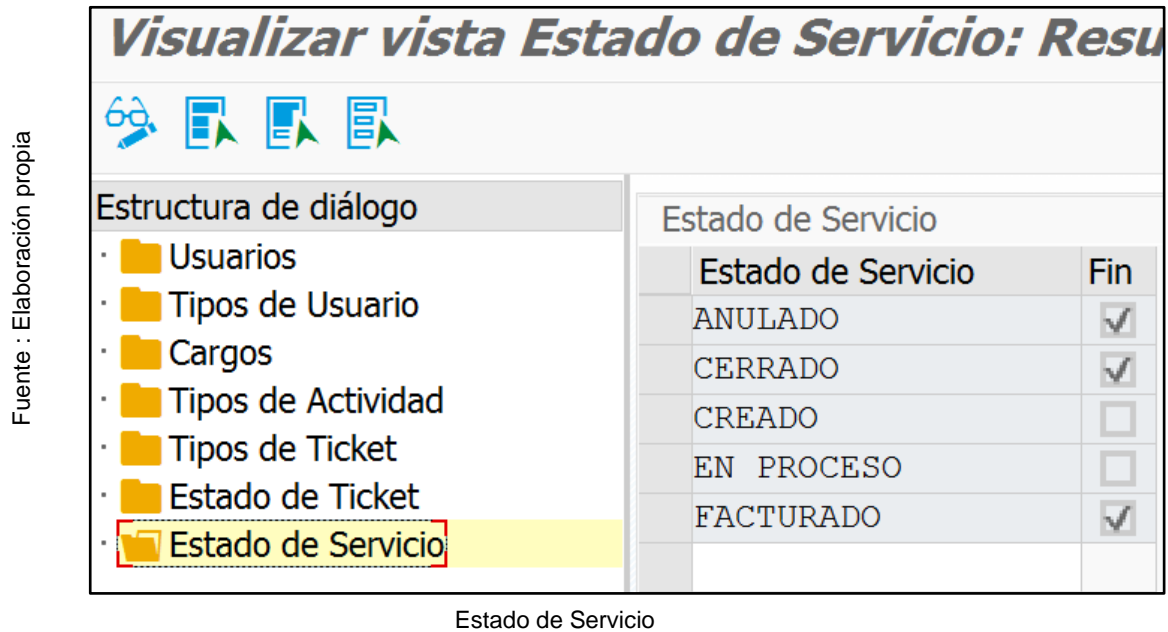 Visualizar vista Estado de Servicio: Resu
Fuente : Elaboración propia
Estructura de diálogo
Usuarios
Tipos de Usuario
Cargos
Tipos de Actividad
Tipos de Ticket
Estado de Ticket
Estado de Servicio
Estado de Servicio
Estado de Servicio Fin
ANULADO
CERRADO
CREADO
EN PROCESO
FACTURADO
Estado de Servicio